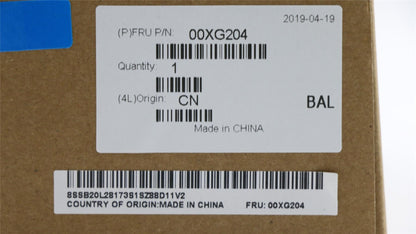 2019-04-19
(P)FRU P/N: 00XG204
Quantity: 1
(4L)Origin: CN
BAL
Made in CHINA
8SSB20L28173S1SZ88D11V2
COUNTRY OF ORIGIN:MADE IN CHINA FRU: 00XG204